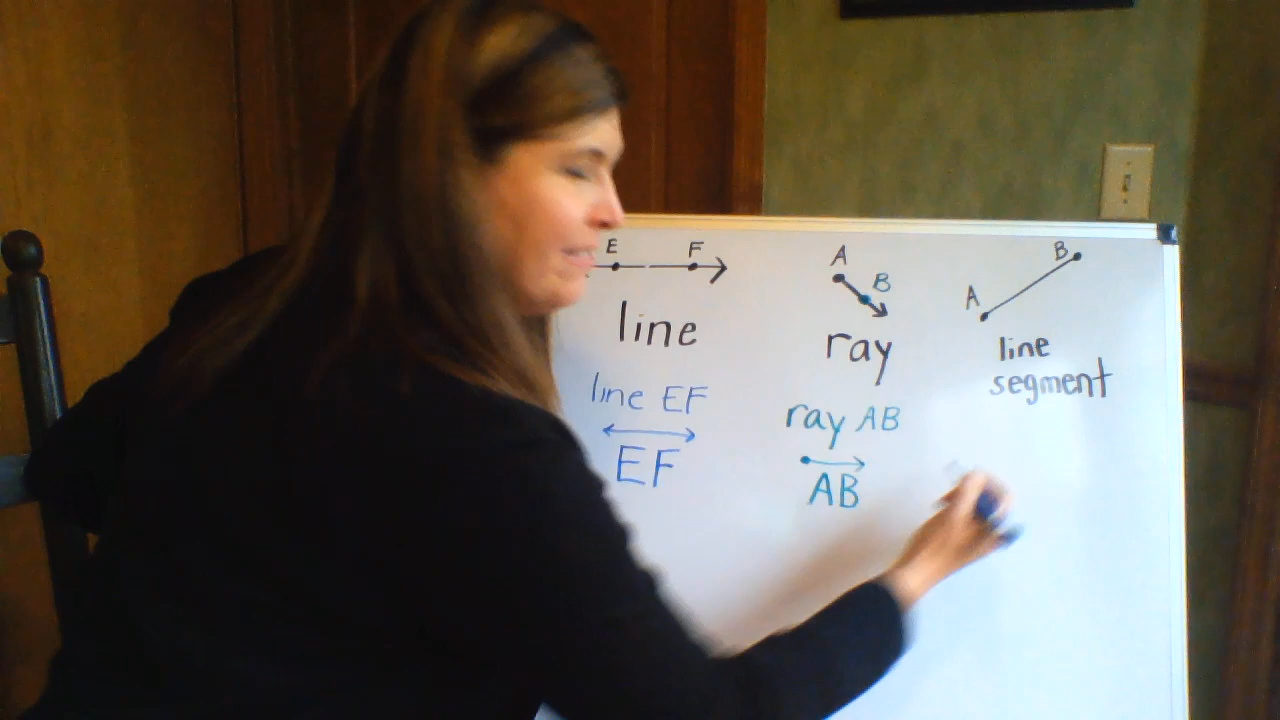 E F
line
line EF
EF
A B
ray
ray AB
AB
A B
line
segment